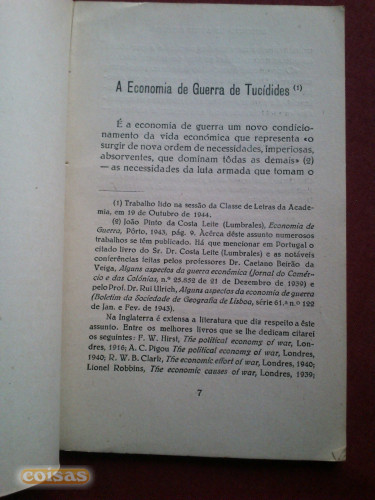 A Economia de Guerra de Tucídides (1)
É a economia de guerra um novo condicio-
namento da vida económica que representa «o
surgir de nova ordem de necessidades, imperiosas,
absorventes, que dominam tôdas as demais» (2)
— as necessidades da luta armada que tomam o
(1) Trabalho lido na sessão da Classe de Letras da Acade-
mia, em 19 de Outubro de 1944.
(2) João Pinto da Costa Leite (Lumbrales), Economia de
Guerra, Pôrto, 1943, pág. 9. Àcêrca dêste assunto numerosos
trabalhos se têm publicado. Há que mencionar em Portugal o
citado livro do Sr. Dr. Costa Leite (Lumbrales) e as notáveis
conferências feitas pelos professores Dr. Caetano Beirão da
Veiga, Alguns aspectos da guerra económica (Jornal do Comér-
cio e das Colónias, n.º 25.852 de 21 de Dezembro de 1939) e
pelo Prof. Dr. Rui Ulrich, Alguns aspectos da economia de guerra
(Boletim da Sociedade de Geografia de Lisboa, série 61.ª n.º 122
de Jan. e Fev. de 1943).
Na Inglaterra é extensa a literatura que diz respeito a êste
assunto. Entre os melhores livros que se lhe dedicam citarei
os seguintes: F. W. Hirst, The political economy of war, Lon-
dres, 1916; A. C. Pigou The political economy of war, Londres,
1940; R. W. B. Clark, The economic effort of war, Londres, 1940;
Lionel Robbins, The economic causes of war, Londres, 1939;
7
coisas